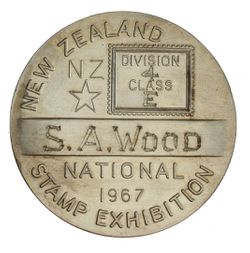 NEW ZEALAND
NZ
DIVISION
4
CLASS
E
S.A.WOOD
NATIONAL
1967
STAMP EXHIBITION